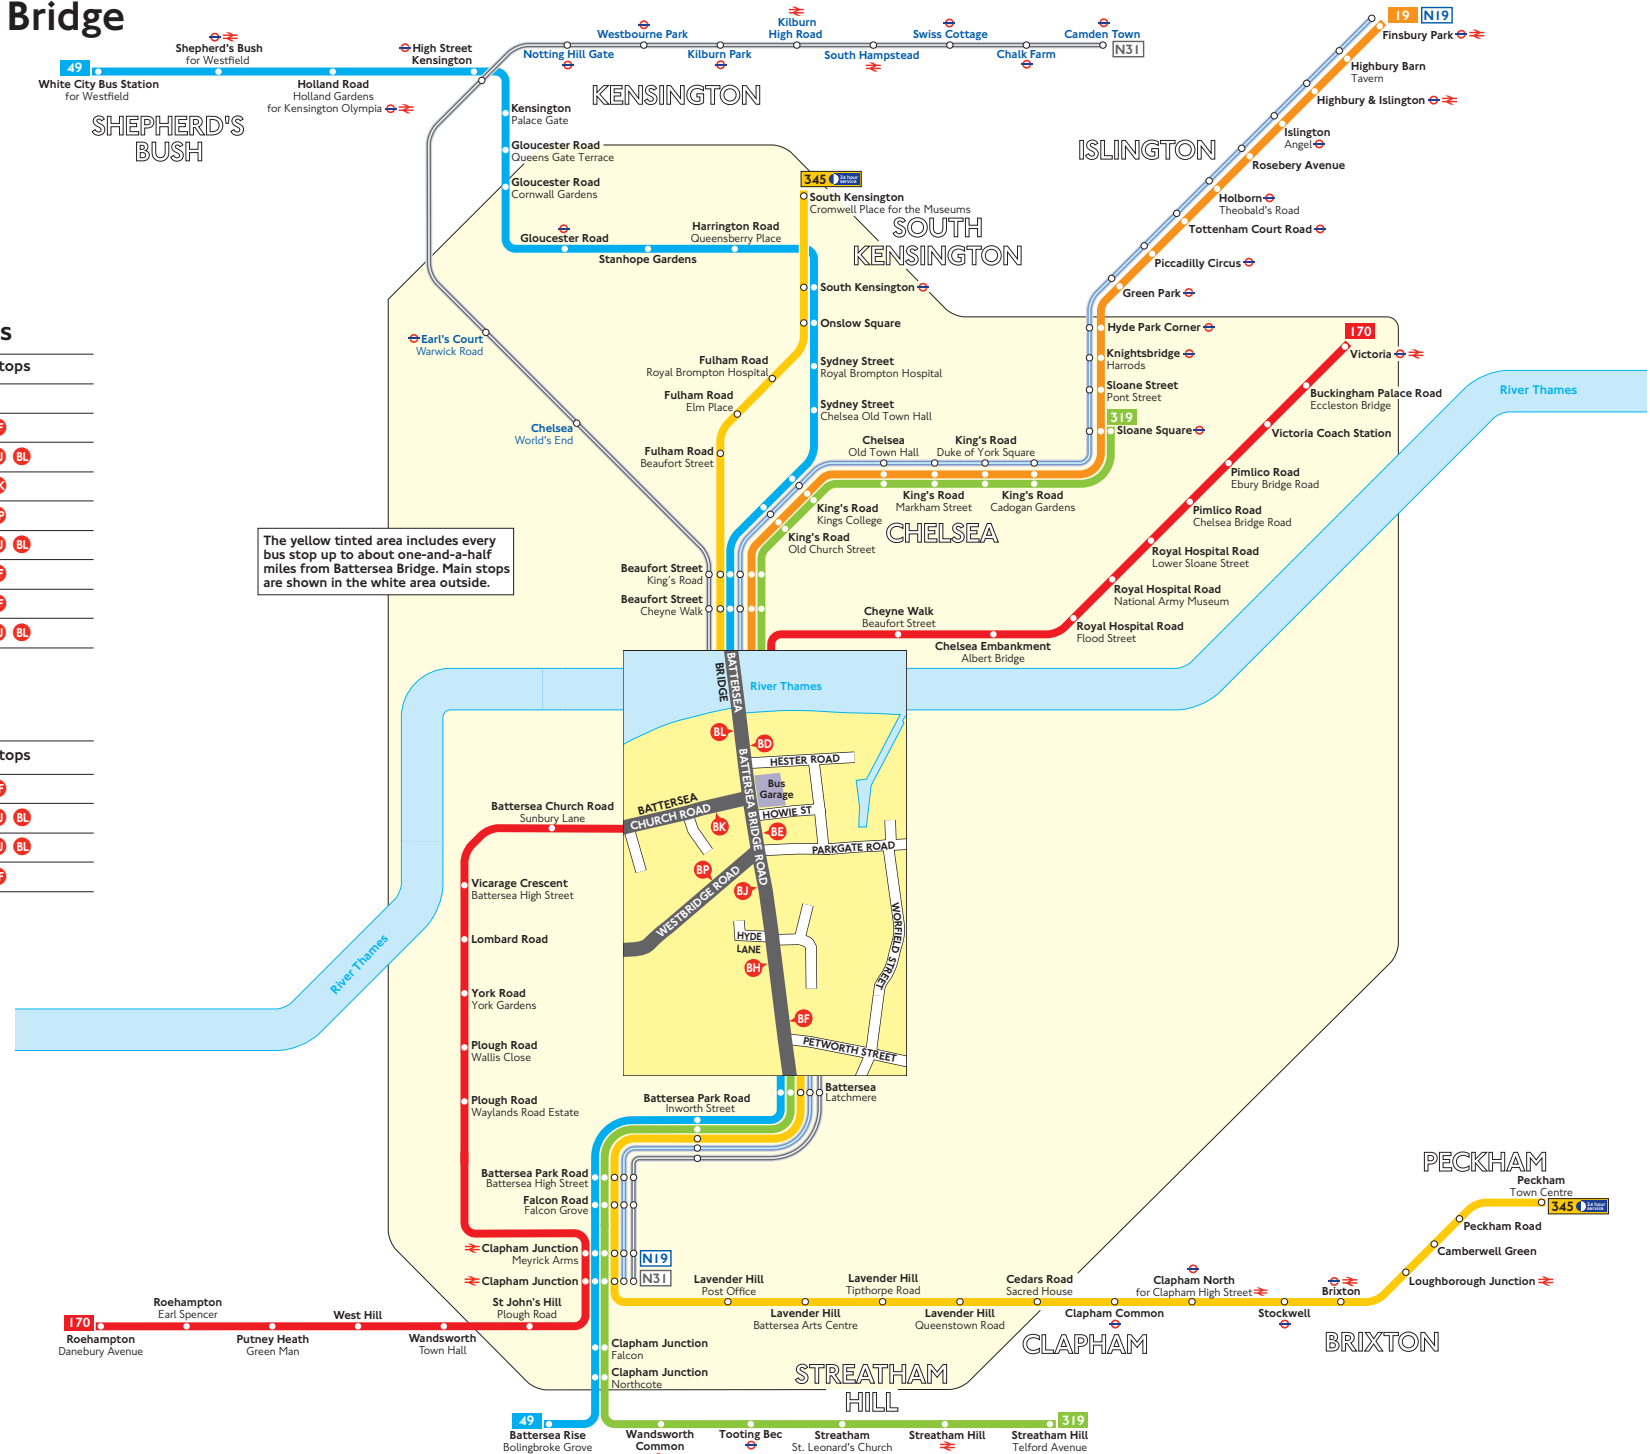 Bridge
19
N19
Finsbury Park
Highbury Barn
Tavern
Highbury & Islington
Islington
Angel
Rosebery Avenue
Holborn
Theobald's Road
Tottenham Court Road
Piccadilly Circus
Green Park
Hyde Park Corner
Knightsbridge
Harrods
Sloane Street
Pont Street
319
Sloane Square
Westbourne Park
Kilburn
High Road
Swiss Cottage
Camden Town
Notting Hill Gate
Kilburn Park
South Hampstead
Chalk Farm
N31
Shepherd's Bush
for Westfield
High Street
Kensington
49
White City Bus Station
for Westfield
Holland Road
Holland Gardens
for Kensington Olympia
SHEPHERD'S
BUSH
KENSINGTON
ISLINGTON
Kensington
Palace Gate
Gloucester Road
Queens Gate Terrace
Gloucester Road
Cornwall Gardens
345
24 hour
service
South Kensington
Cromwell Place for the Museums
SOUTH
KENSINGTON
Gloucester Road
Harrington Road
Queensberry Place
Stanhope Gardens
South Kensington
Onslow Square
Sydney Street
Royal Brompton Hospital
Sydney Street
Chelsea Old Town Hall
Fulham Road
Royal Brompton Hospital
Fulham Road
Elm Place
Fulham Road
Beaufort Street
Earl's Court
Warwick Road
Chelsea
World's End
Chelsea
Old Town Hall
King's Road
Duke of York Square
King's Road
Markham Street
King's Road
Cadogan Gardens
King's Road
Kings College
King's Road
Old Church Street
CHELSEA
170
Victoria
Buckingham Palace Road
Eccleston Bridge
Victoria Coach Station
Pimlico Road
Ebury Bridge Road
Pimlico Road
Chelsea Bridge Road
Royal Hospital Road
Lower Sloane Street
Royal Hospital Road
National Army Museum
Royal Hospital Road
Flood Street
Cheyne Walk
Beaufort Street
Chelsea Embankment
Albert Bridge
River Thames
s
tops
F
J BL
K
P
J BL
F
F
J BL
tops
F
J BL
J BL
F
The yellow tinted area includes every
bus stop up to about one-and-a-half
miles from Battersea Bridge. Main stops
are shown in the white area outside.
Beaufort Street
King's Road
Beaufort Street
Cheyne Walk
BATTERSEA
BRIDGE
River Thames
BL
BD
HESTER ROAD
Bus
Garage
BATTERSEA
CHURCH ROAD
BATTERSEA BRIDGE ROAD
HOWIE ST
BK
BE
PARKGATE ROAD
BP
BJ
WESTBRIDGE ROAD
HYDE
LANE
WORFIELD STREET
BH
BF
PETWORTH STREET
Battersea Church Road
Sunbury Lane
Vicarage Crescent
Battersea High Street
Lombard Road
River Thames
York Road
York Gardens
Plough Road
Wallis Close
Plough Road
Waylands Road Estate
Battersea
Latchmere
Battersea Park Road
Inworth Street
Battersea Park Road
Battersea High Street
Falcon Road
Falcon Grove
Clapham Junction
Meyrick Arms
N19
Clapham Junction
N31
St John's Hill
Plough Road
170
Roehampton
Danebury Avenue
Roehampton
Earl Spencer
Putney Heath
Green Man
West Hill
Wandsworth
Town Hall
Lavender Hill
Post Office
Lavender Hill
Battersea Arts Centre
Lavender Hill
Tipthorpe Road
Lavender Hill
Queenstown Road
Cedars Road
Sacred House
Clapham Common
Clapham North
for Clapham High Street
Stockwell
Brixton
Loughborough Junction
Camberwell Green
Peckham Road
Peckham
Town Centre
345
24 hour
service
PECKHAM
CLAPHAM
BRIXTON
Clapham Junction
Falcon
Clapham Junction
Northcote
STREATHAM
HILL
49
Battersea Rise
Bolingbroke Grove
Wandsworth
Common
Tooting Bec
Streatham
St. Leonard's Church
Streatham Hill
319
Streatham Hill
Telford Avenue